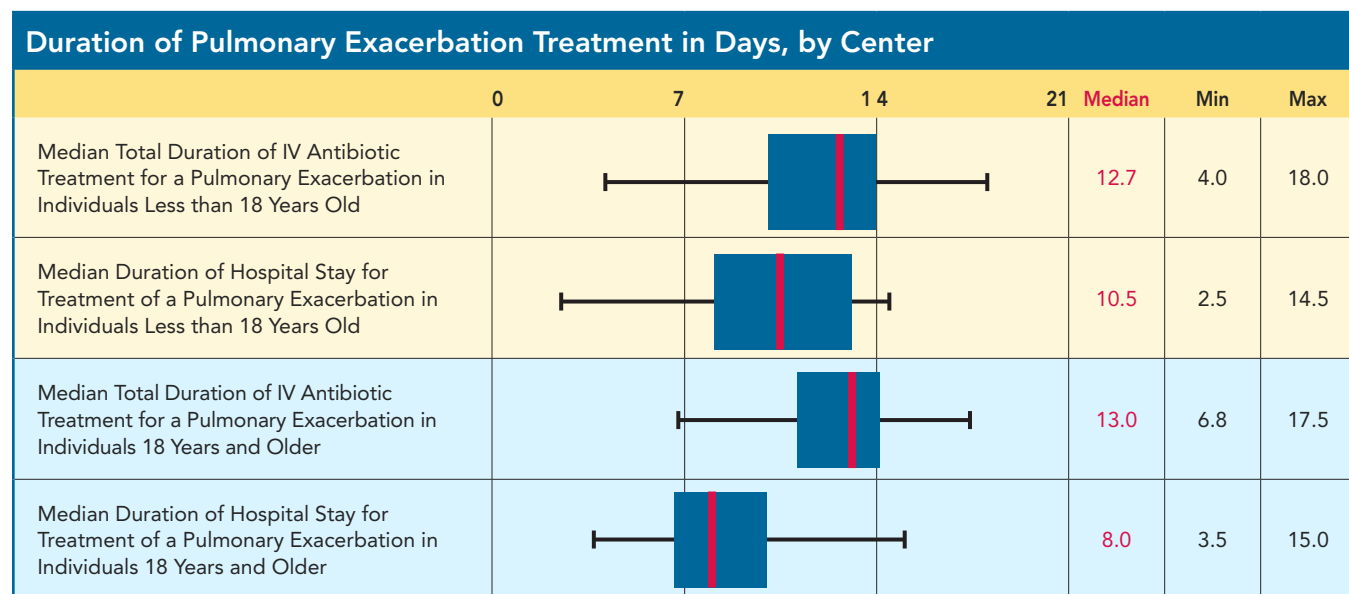 Duration of Pulmonary Exacerbation Treatment in Days, by Center
0 7 1 4 21 Median Min Max
Median Total Duration of IV Antibiotic
Treatment for a Pulmonary Exacerbation in
Individuals Less than 18 Years Old
12.7 4.0 18.0
Median Duration of Hospital Stay for
Treatment of a Pulmonary Exacerbation in
Individuals Less than 18 Years Old
10.5 2.5 14.5
Median Total Duration of IV Antibiotic
Treatment for a Pulmonary Exacerbation in
Individuals 18 Years and Older
13.0 6.8 17.5
Median Duration of Hospital Stay for
Treatment of a Pulmonary Exacerbation in
Individuals 18 Years and Older
8.0 3.5 15.0